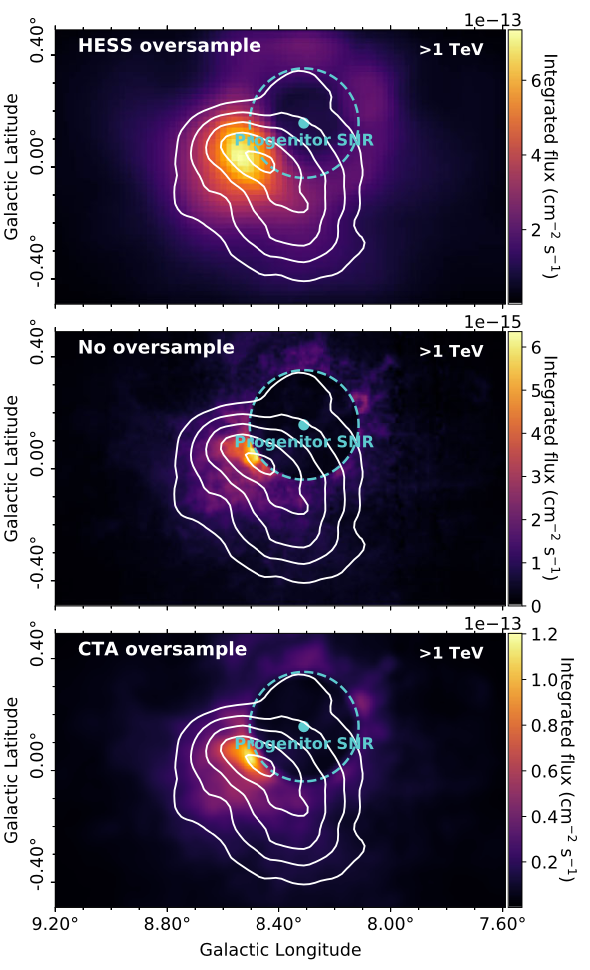 1e−13
HESS oversample
>1 TeV
Progenitor SNR
0.40°
0.00°
-0.40°
Galactic Latitude
6
4
2
Integrated flux (cm−2 s−1)
1e−15
No oversample
>1 TeV
Progenitor SNR
0.40°
0.00°
-0.40°
Galactic Latitude
6
5
4
3
2
1
0
Integrated flux (cm−2 s−1)
1e−13
CTA oversample
>1 TeV
Progenitor SNR
0.40°
0.00°
-0.40°
Galactic Latitude
1.2
1.0
0.8
0.6
0.4
0.2
Integrated flux (cm−2 s−1)
9.20° 8.80° 8.40° 8.00° 7.60°
Galactic Longitude